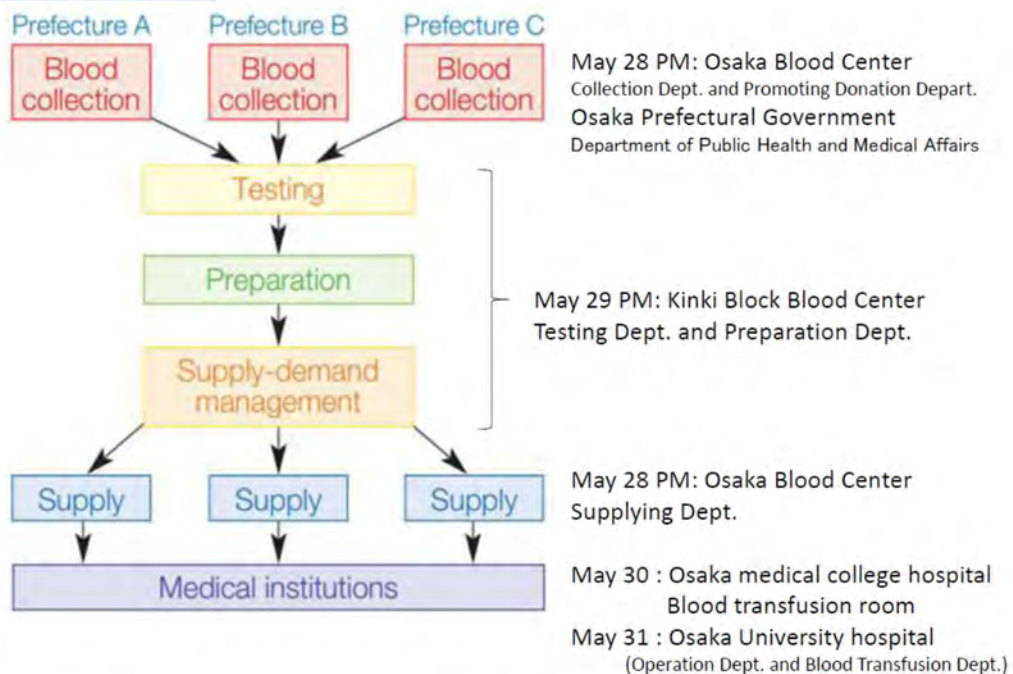 Prefecture A
Prefecture B
Prefecture C
Blood
collection
Blood
collection
Blood
collection
May 28 PM: Osaka Blood Center
Collection Dept. and Promoting Donation Depart.
Osaka Prefectural Government
Department of Public Health and Medical Affairs
Testing
Preparation
Supply-demand
management
May 29 PM: Kinki Block Blood Center
Testing Dept. and Preparation Dept.
Supply
Supply
Supply
May 28 PM: Osaka Blood Center
Supplying Dept.
Medical institutions
May 30 : Osaka medical college hospital
Blood transfusion room
May 31 : Osaka University hospital
(Operation Dept. and Blood Transfusion Dept.)